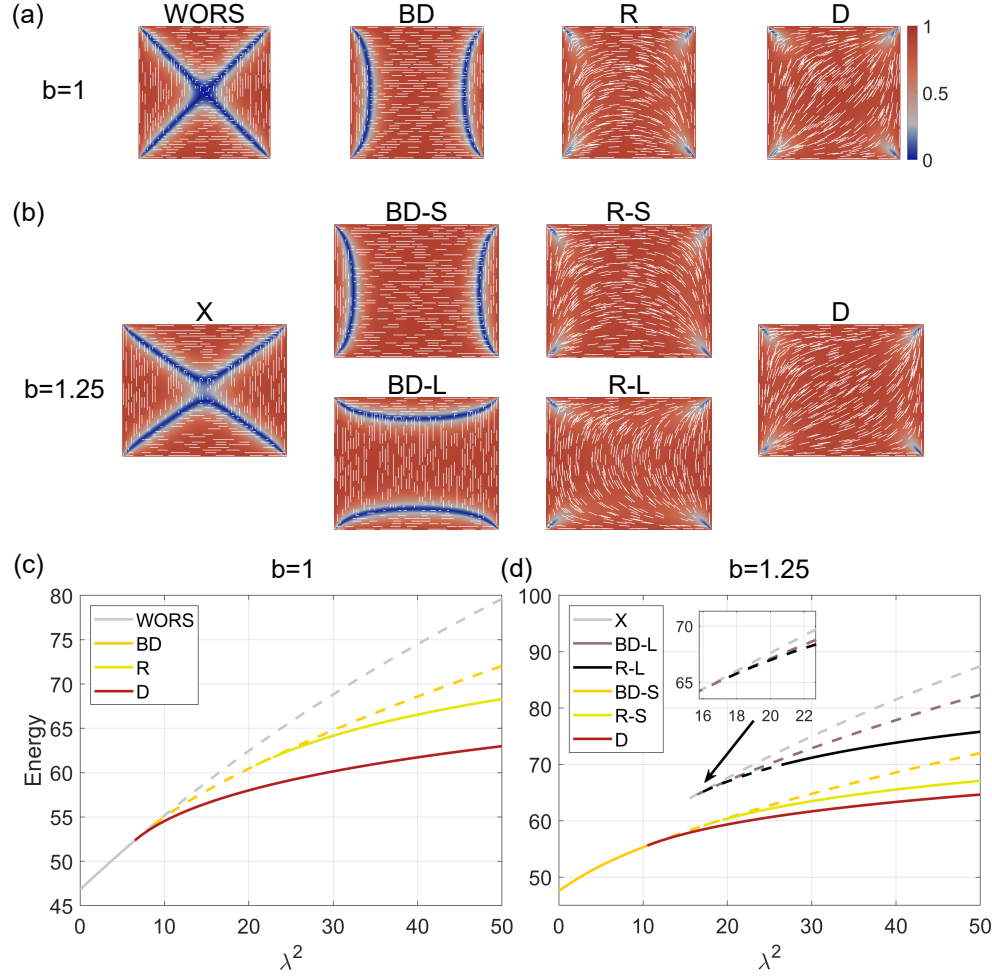 (a)
WORS BD R D
b=1
1
0.5
0
(b)
BD-S R-S
X D
b=1.25
BD-L R-L
(c) b=1
80
75
70
65
60
55
50
45
Energy
WORS
BD
R
D
0 10 20 30 40 50
λ²
(d) b=1.25
100
90
80
70
60
50
X
BD-L
R-L
BD-S
R-S
D
70
65
16 18 20 22
0 10 20 30 40 50
λ²